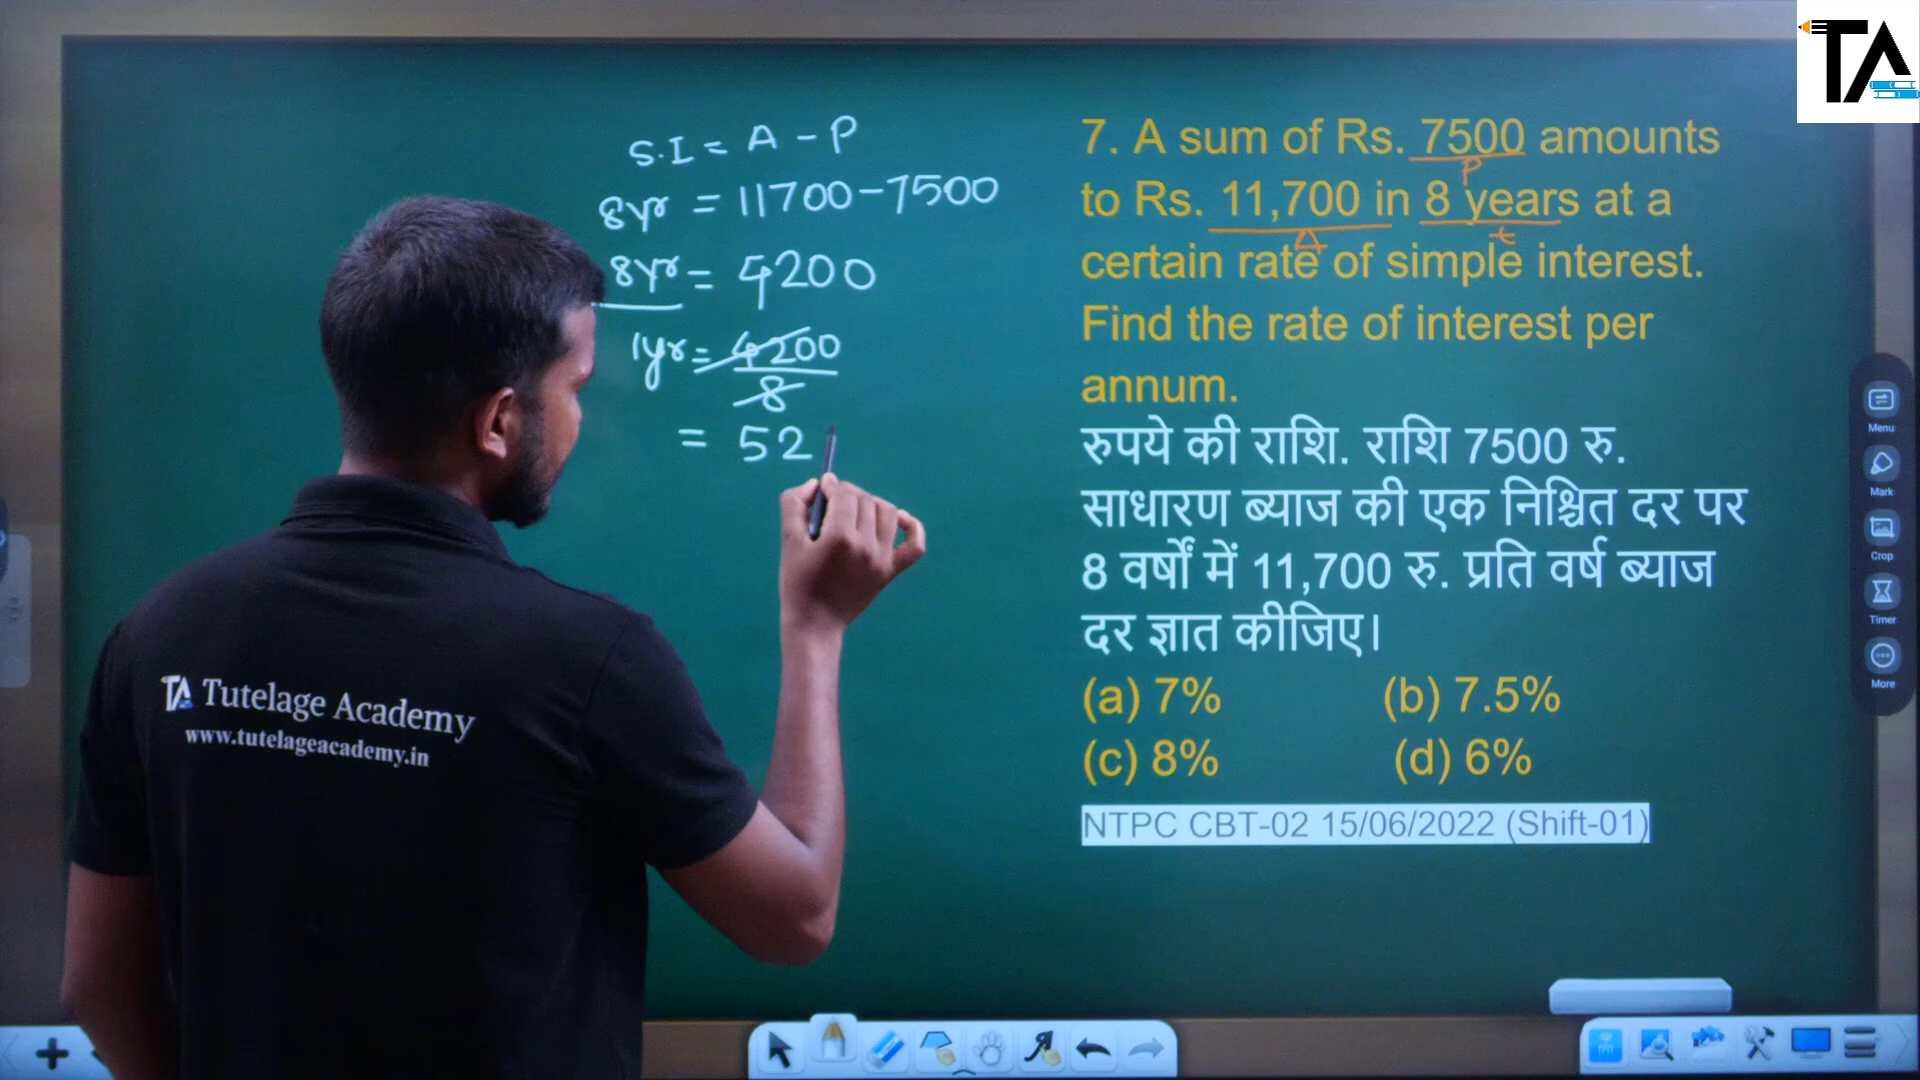 TA
S.I = A - P
8yr = 11700-7500
8yr = 4200
1yr = 4200
8
= 52
7. A sum of Rs. 7500 amounts
P
to Rs. 11,700 in 8 years at a
A t
certain rate of simple interest.
Find the rate of interest per
annum.
रुपये की राशि. राशि 7500 रु.
साधारण ब्याज की एक निश्चित दर पर
8 वर्षों में 11,700 रु. प्रति वर्ष ब्याज
दर ज्ञात कीजिए।
(a) 7% (b) 7.5%
(c) 8% (d) 6%
NTPC CBT-02 15/06/2022 (Shift-01)
TA Tutelage Academy
www.tutelageacademy.in
Menu
Mark
Crop
Timer
More